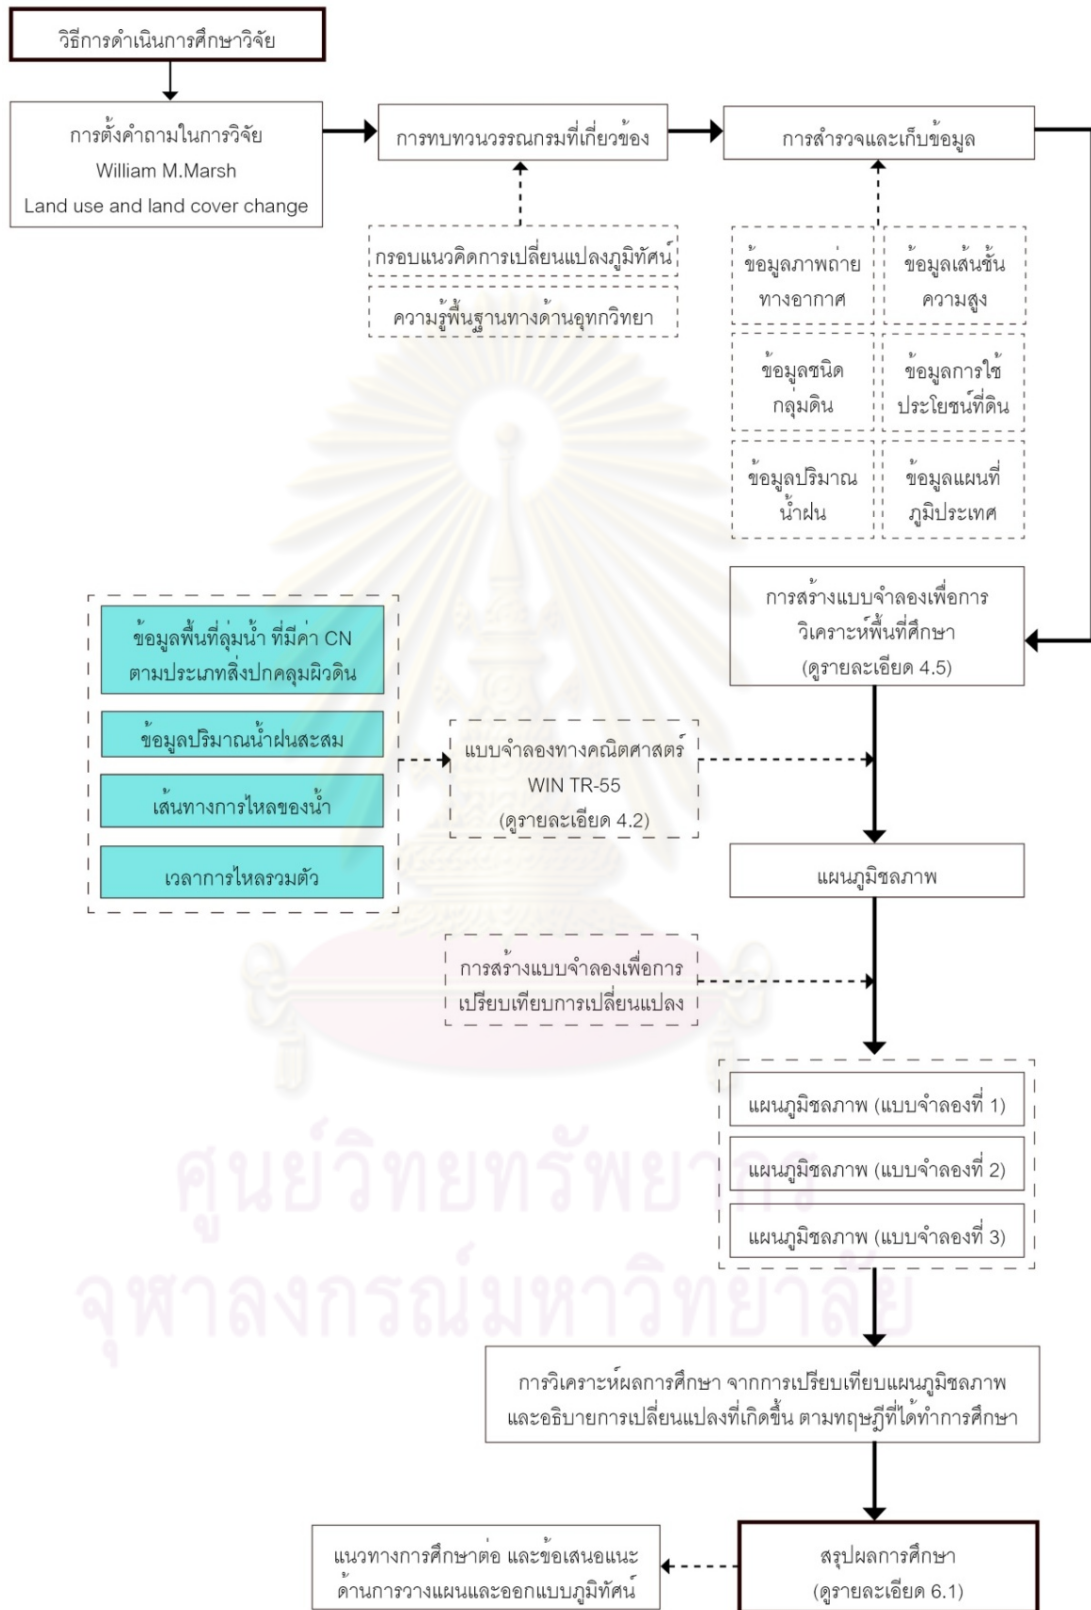 วิธีการดำเนินการศึกษาวิจัย
การตั้งคำถามในการวิจัย
William M.Marsh
Land use and land cover change
การทบทวนวรรณกรมที่เกี่ยวข้อง
การสำรวจและเก็บข้อมูล
กรอบแนวคิดการเปลี่ยนแปลงภูมิทัศน์
ความรู้พื้นฐานทางด้านอุทกวิทยา
ข้อมูลภาพถ่าย
ทางอากาศ
ข้อมูลเส้นชั้น
ความสูง
ข้อมูลชนิด
กลุ่มดิน
ข้อมูลการใช้
ประโยชน์ที่ดิน
ข้อมูลปริมาณ
น้ำฝน
ข้อมูลแผนที่
ภูมิประเทศ
การสร้างแบบจำลองเพื่อการ
วิเคราะห์พื้นที่ศึกษา
(ดูรายละเอียด 4.5)
ข้อมูลพื้นที่ลุ่มน้ำ ที่มีค่า CN
ตามประเภทสิ่งปกคลุมผิวดิน
ข้อมูลปริมาณน้ำฝนสะสม
เส้นทางการไหลของน้ำ
เวลาการไหลรวมตัว
แบบจำลองทางคณิตศาสตร์
WIN TR-55
(ดูรายละเอียด 4.2)
แผนภูมิชลภาพ
การสร้างแบบจำลองเพื่อการ
เปรียบเทียบการเปลี่ยนแปลง
แผนภูมิชลภาพ (แบบจำลองที่ 1)
แผนภูมิชลภาพ (แบบจำลองที่ 2)
แผนภูมิชลภาพ (แบบจำลองที่ 3)
ศูนย์วิทยทรัพยากร
จุฬาลงกรณ์มหาวิทยาลัย
การวิเคราะห์ผลการศึกษา จากการเปรียบเทียบแผนภูมิชลภาพ
และอธิบายการเปลี่ยนแปลงที่เกิดขึ้น ตามทฤษฎีที่ได้ทำการศึกษา
แนวทางการศึกษาต่อ และข้อเสนอแนะ
ด้านการวางแผนและออกแบบภูมิทัศน์
สรุปผลการศึกษา
(ดูรายละเอียด 6.1)